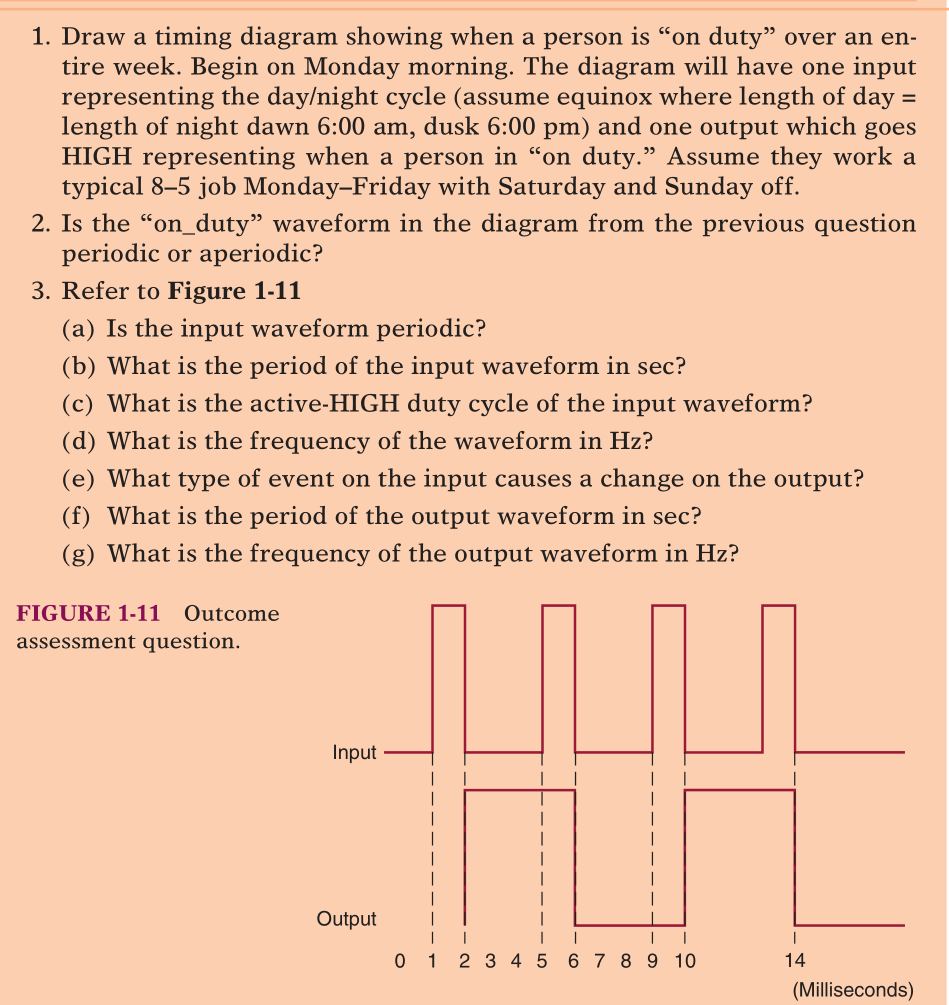 1. Draw a timing diagram showing when a person is “on duty” over an en-
tire week. Begin on Monday morning. The diagram will have one input
representing the day/night cycle (assume equinox where length of day =
length of night dawn 6:00 am, dusk 6:00 pm) and one output which goes
HIGH representing when a person in “on duty.” Assume they work a
typical 8–5 job Monday–Friday with Saturday and Sunday off.
2. Is the “on_duty” waveform in the diagram from the previous question
periodic or aperiodic?
3. Refer to Figure 1-11
(a) Is the input waveform periodic?
(b) What is the period of the input waveform in sec?
(c) What is the active-HIGH duty cycle of the input waveform?
(d) What is the frequency of the waveform in Hz?
(e) What type of event on the input causes a change on the output?
(f) What is the period of the output waveform in sec?
(g) What is the frequency of the output waveform in Hz?
FIGURE 1-11 Outcome
assessment question.
Input
Output
0 1 2 3 4 5 6 7 8 9 10 14
(Milliseconds)